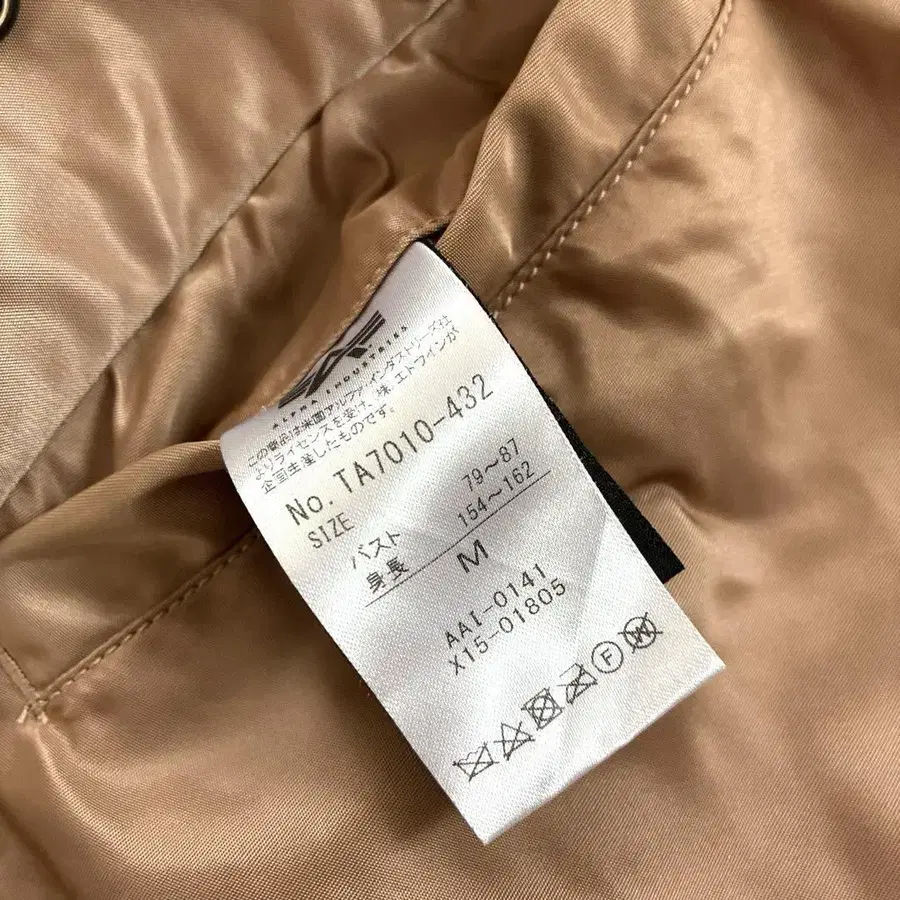 ALPHA INDUSTRIES
この商品は米国アルファインダストリーズ社
よりライセンスを受け、㈱エドウインが
企画生産したものです。
No. TA7010-432
SIZE
バスト 79～87
身長 154～162
M
AAI-0141
X15-01805
F
W